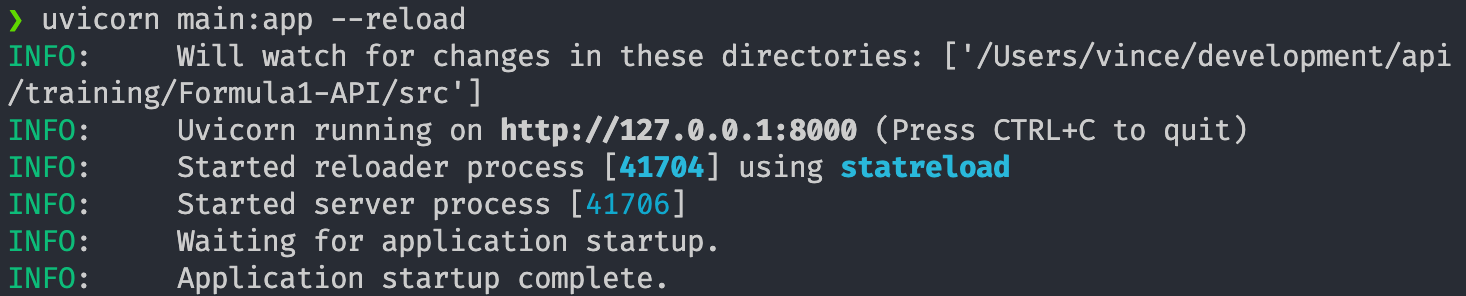 ❯ uvicorn main:app --reload
INFO:     Will watch for changes in these directories: ['/Users/vince/development/api
/training/Formula1-API/src']
INFO:     Uvicorn running on http://127.0.0.1:8000 (Press CTRL+C to quit)
INFO:     Started reloader process [41704] using statreload
INFO:     Started server process [41706]
INFO:     Waiting for application startup.
INFO:     Application startup complete.